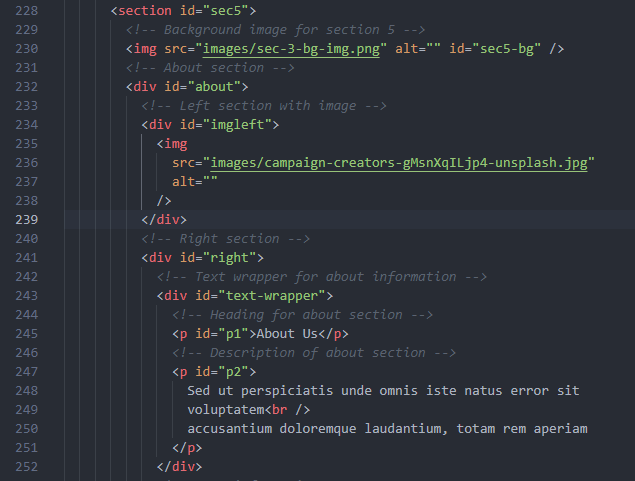 228 <section id="sec5">
229 <!-- Background image for section 5 -->
230 <img src="images/sec-3-bg-img.png" alt="" id="sec5-bg" />
231 <!-- About section -->
232 <div id="about">
233 <!-- Left section with image -->
234 <div id="imgleft">
235 <img
236 src="images/campaign-creators-gMsnXqILjp4-unsplash.jpg"
237 alt=""
238 />
239 </div>
240 <!-- Right section -->
241 <div id="right">
242 <!-- Text wrapper for about information -->
243 <div id="text-wrapper">
244 <!-- Heading for about section -->
245 <p id="p1">About Us</p>
246 <!-- Description of about section -->
247 <p id="p2">
248 Sed ut perspiciatis unde omnis iste natus error sit
249 voluptatem<br />
250 accusantium doloremque laudantium, totam rem aperiam
251 </p>
252 </div>